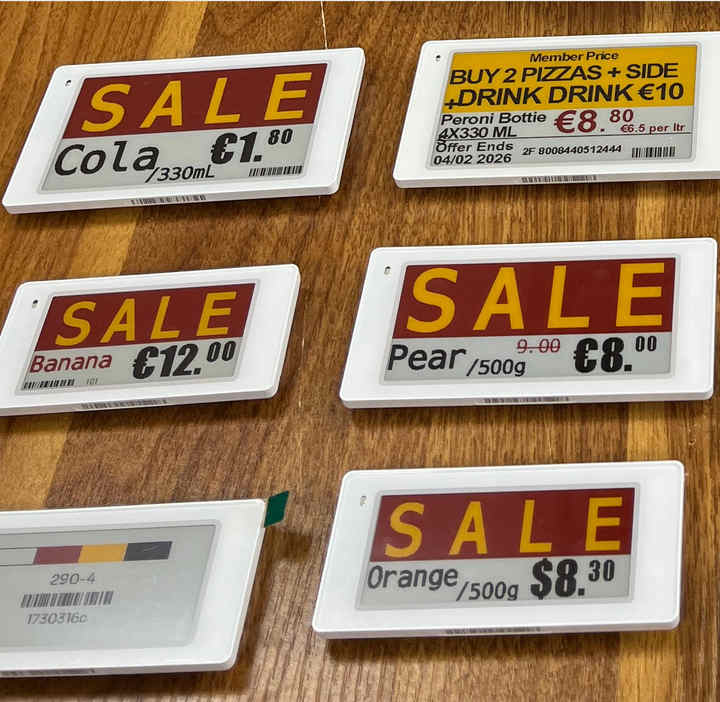 SALE
Cola /330mL €1.80
Member Price
BUY 2 PIZZAS + SIDE
+DRINK DRINK €10
Peroni Bottie €8.80
4X330 ML €6.5 per ltr
Offer Ends
04/02 2026 2F 8008440512444
SALE
Banana €12.00
101
SALE
9.00
Pear /500g €8.00
290-4
1730316c
SALE
Orange /500g $8.30